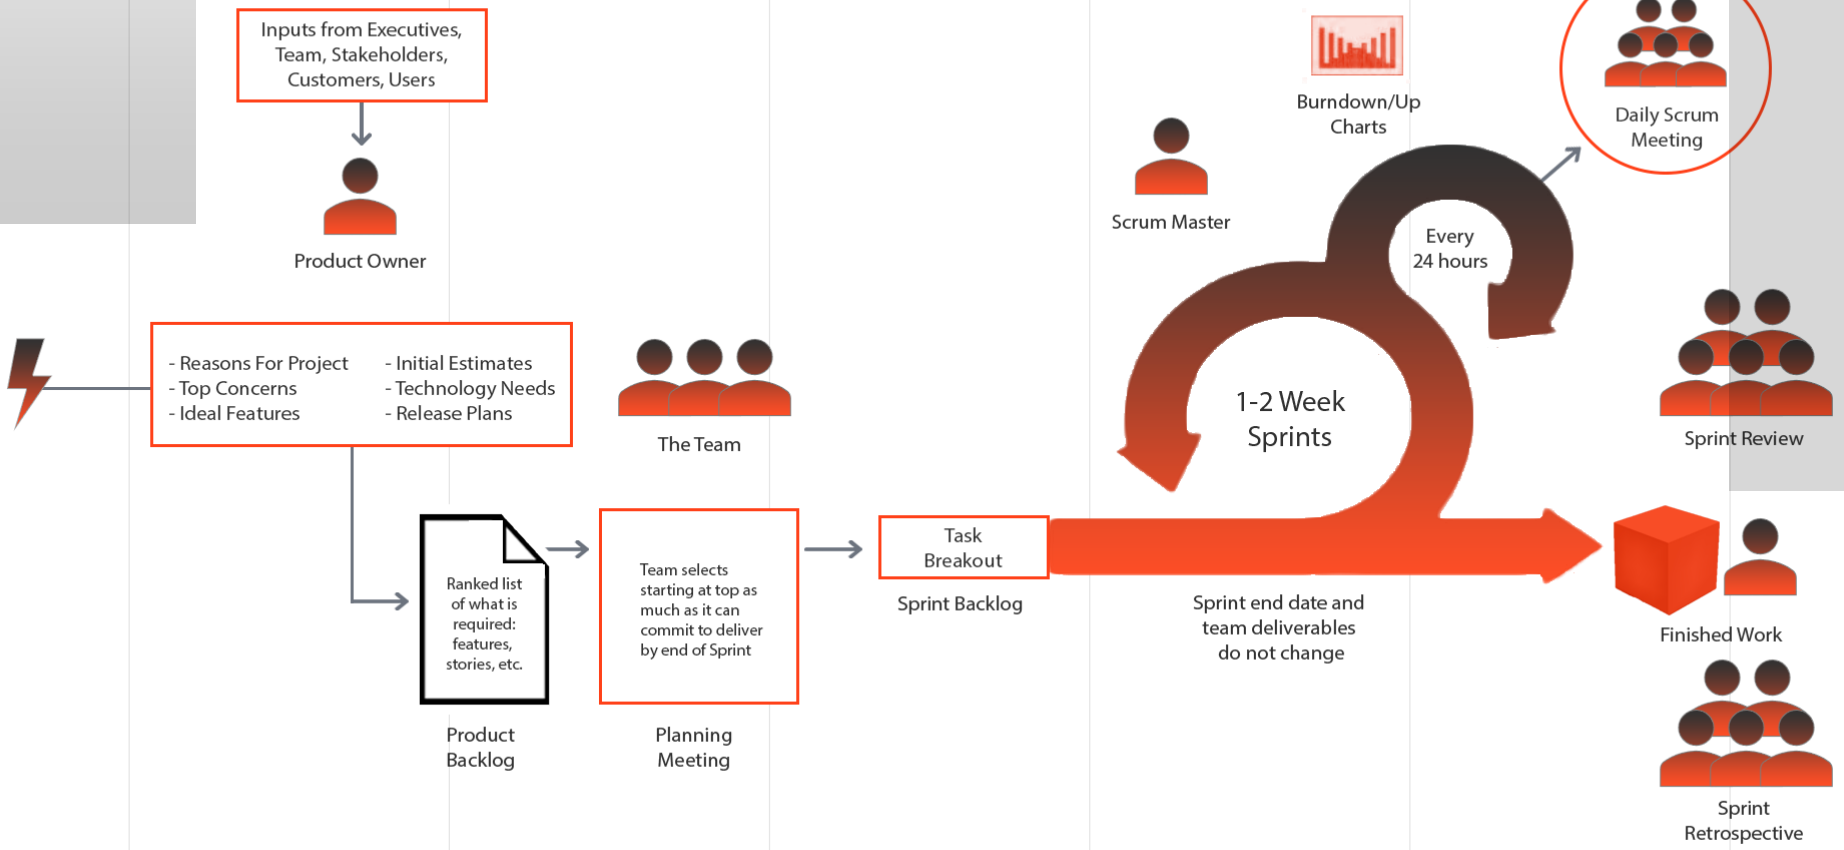 Inputs from Executives,
Team, Stakeholders,
Customers, Users
Product Owner
- Reasons For Project
- Top Concerns
- Ideal Features
- Initial Estimates
- Technology Needs
- Release Plans
The Team
Ranked list
of what is
required:
features,
stories, etc.
Product
Backlog
Team selects
starting at top as
much as it can
commit to deliver
by end of Sprint
Planning
Meeting
Task
Breakout
Sprint Backlog
Scrum Master
Burndown/Up
Charts
Daily Scrum
Meeting
Every
24 hours
1-2 Week
Sprints
Sprint end date and
team deliverables
do not change
Sprint Review
Finished Work
Sprint
Retrospective